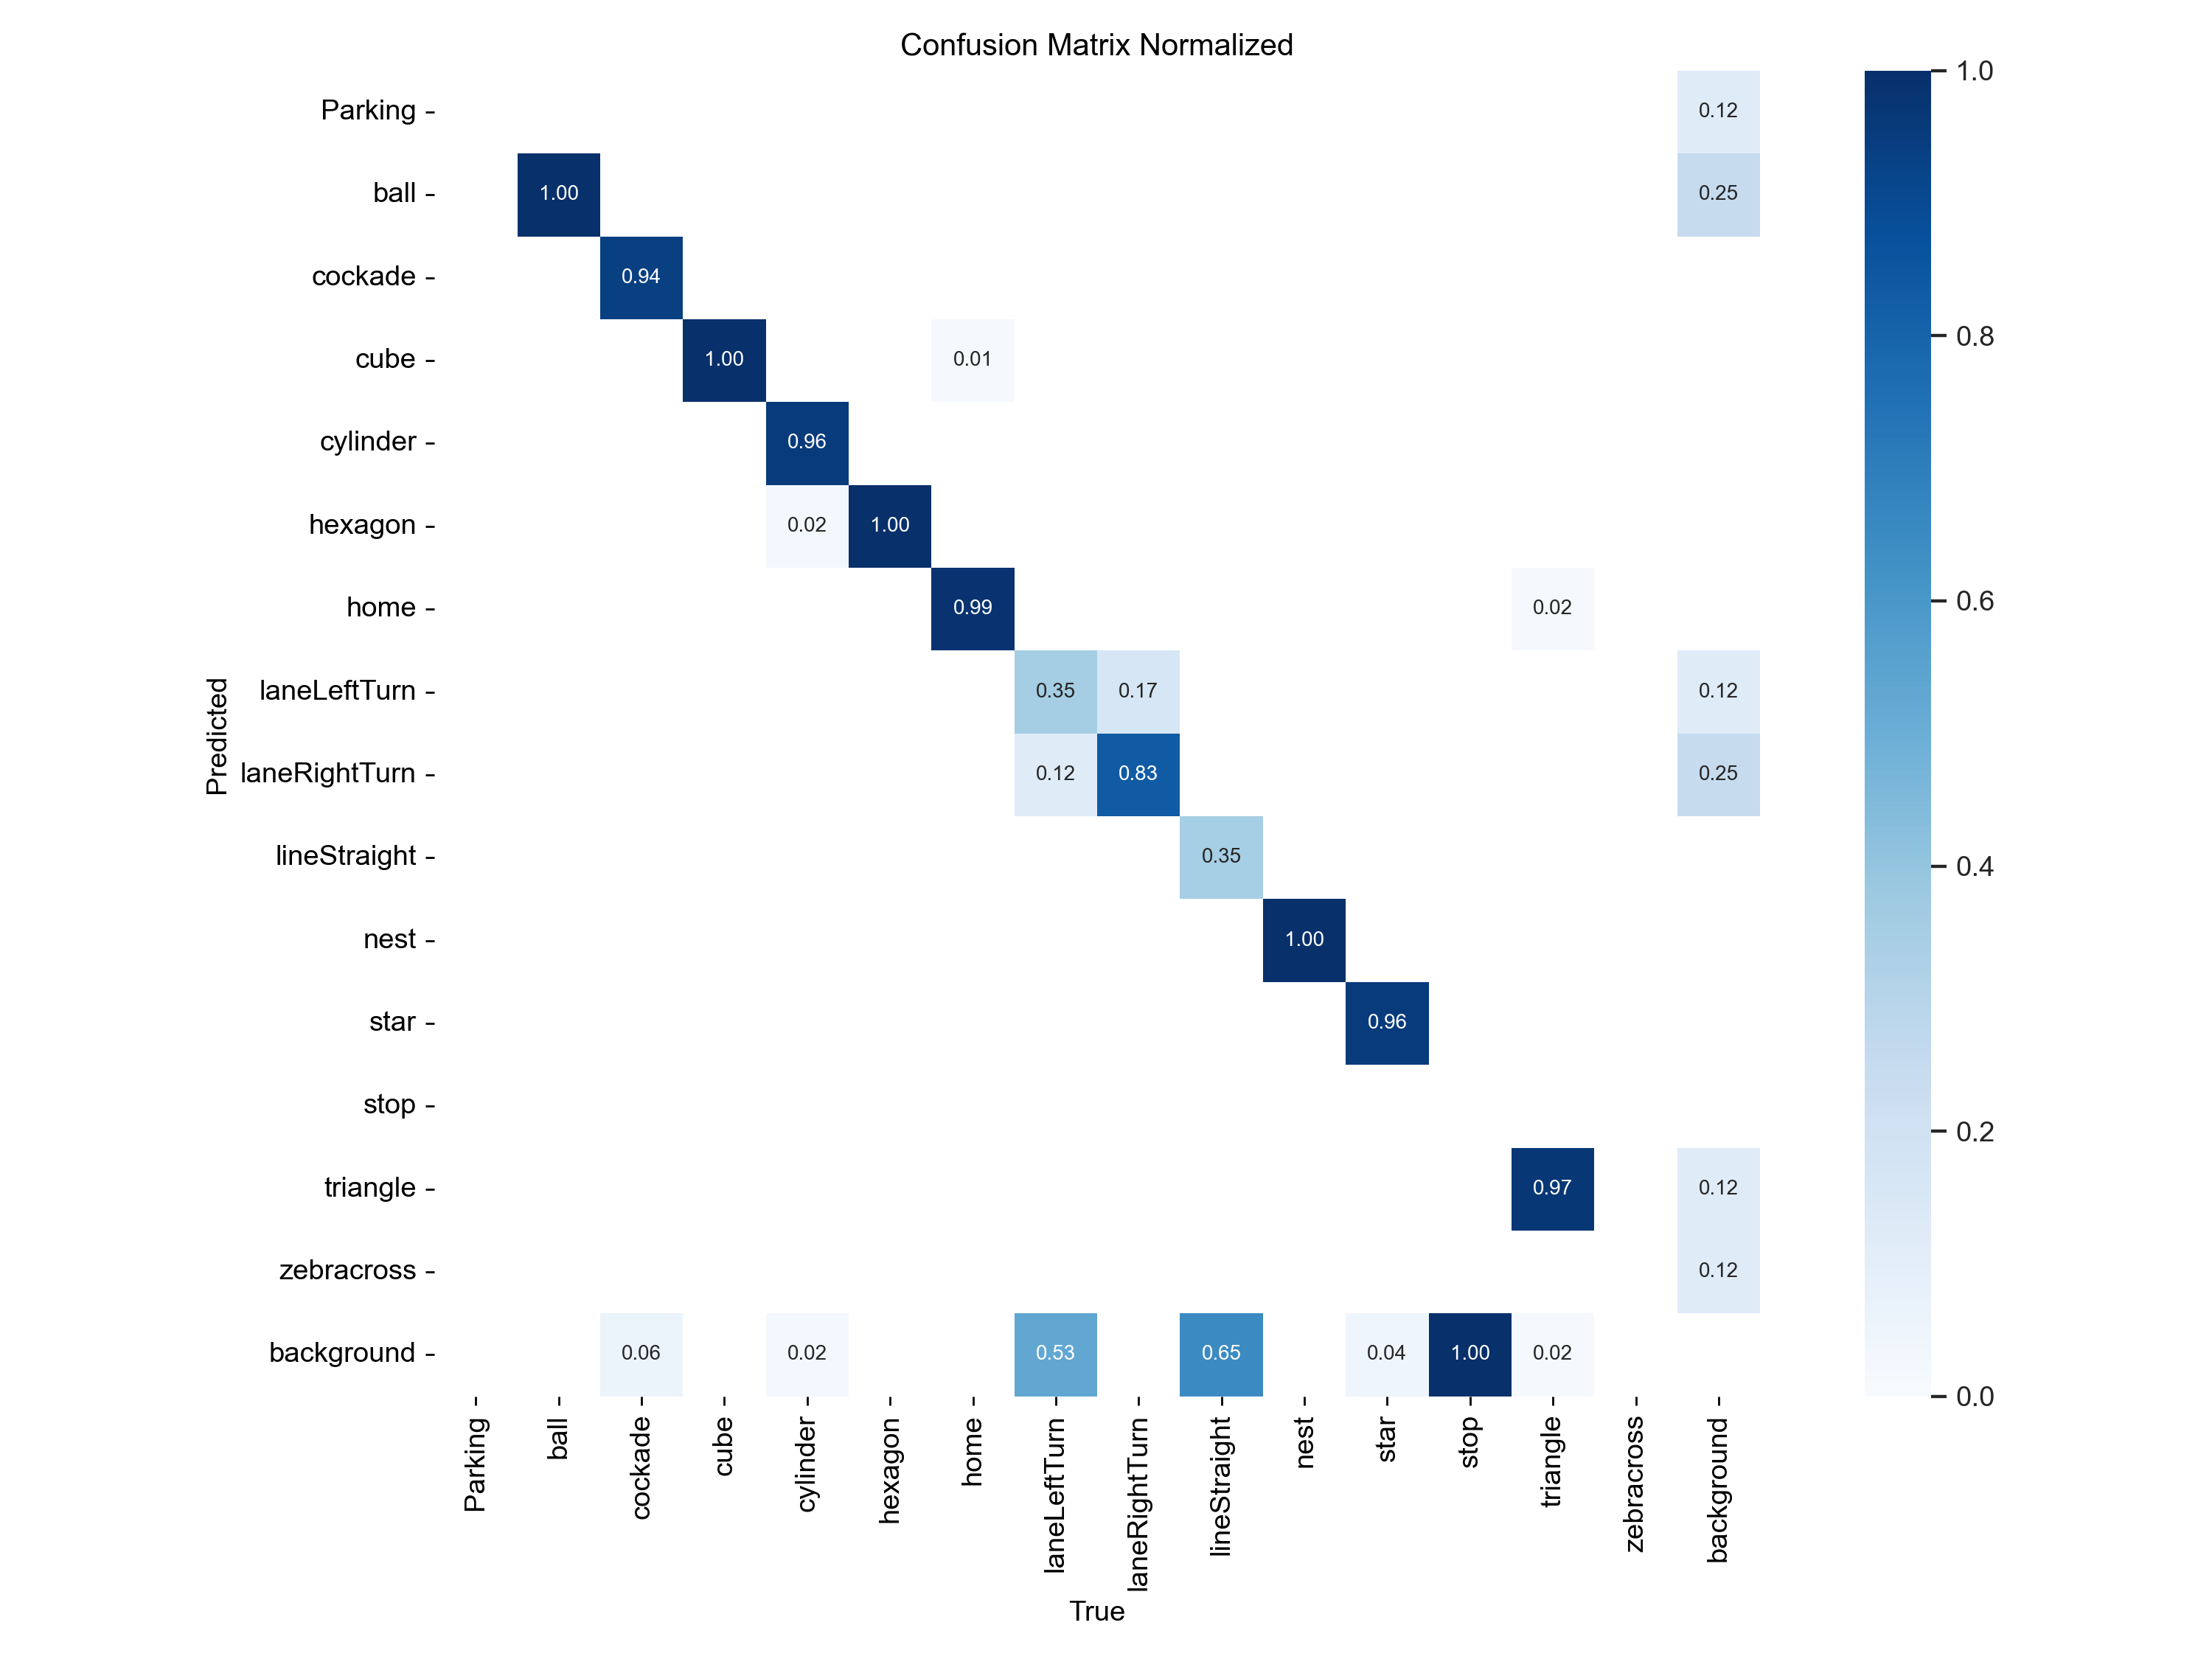 Confusion Matrix Normalized
Parking 0.12 1.0
ball 1.00 0.25
cockade 0.94
cube 1.00 0.01 0.8
cylinder 0.96
hexagon 0.02 1.00
home 0.99 0.02 0.6
laneLeftTurn 0.35 0.17 0.12
Predicted
laneRightTurn 0.12 0.83 0.25
lineStraight 0.35 0.4
nest 1.00
star 0.96
stop 0.2
triangle 0.97 0.12
zebracross 0.12
background 0.06 0.02 0.53 0.65 0.04 1.00 0.02 0.0
Parking ball cockade cube cylinder hexagon home laneLeftTurn laneRightTurn lineStraight nest star stop triangle zebracross background
True